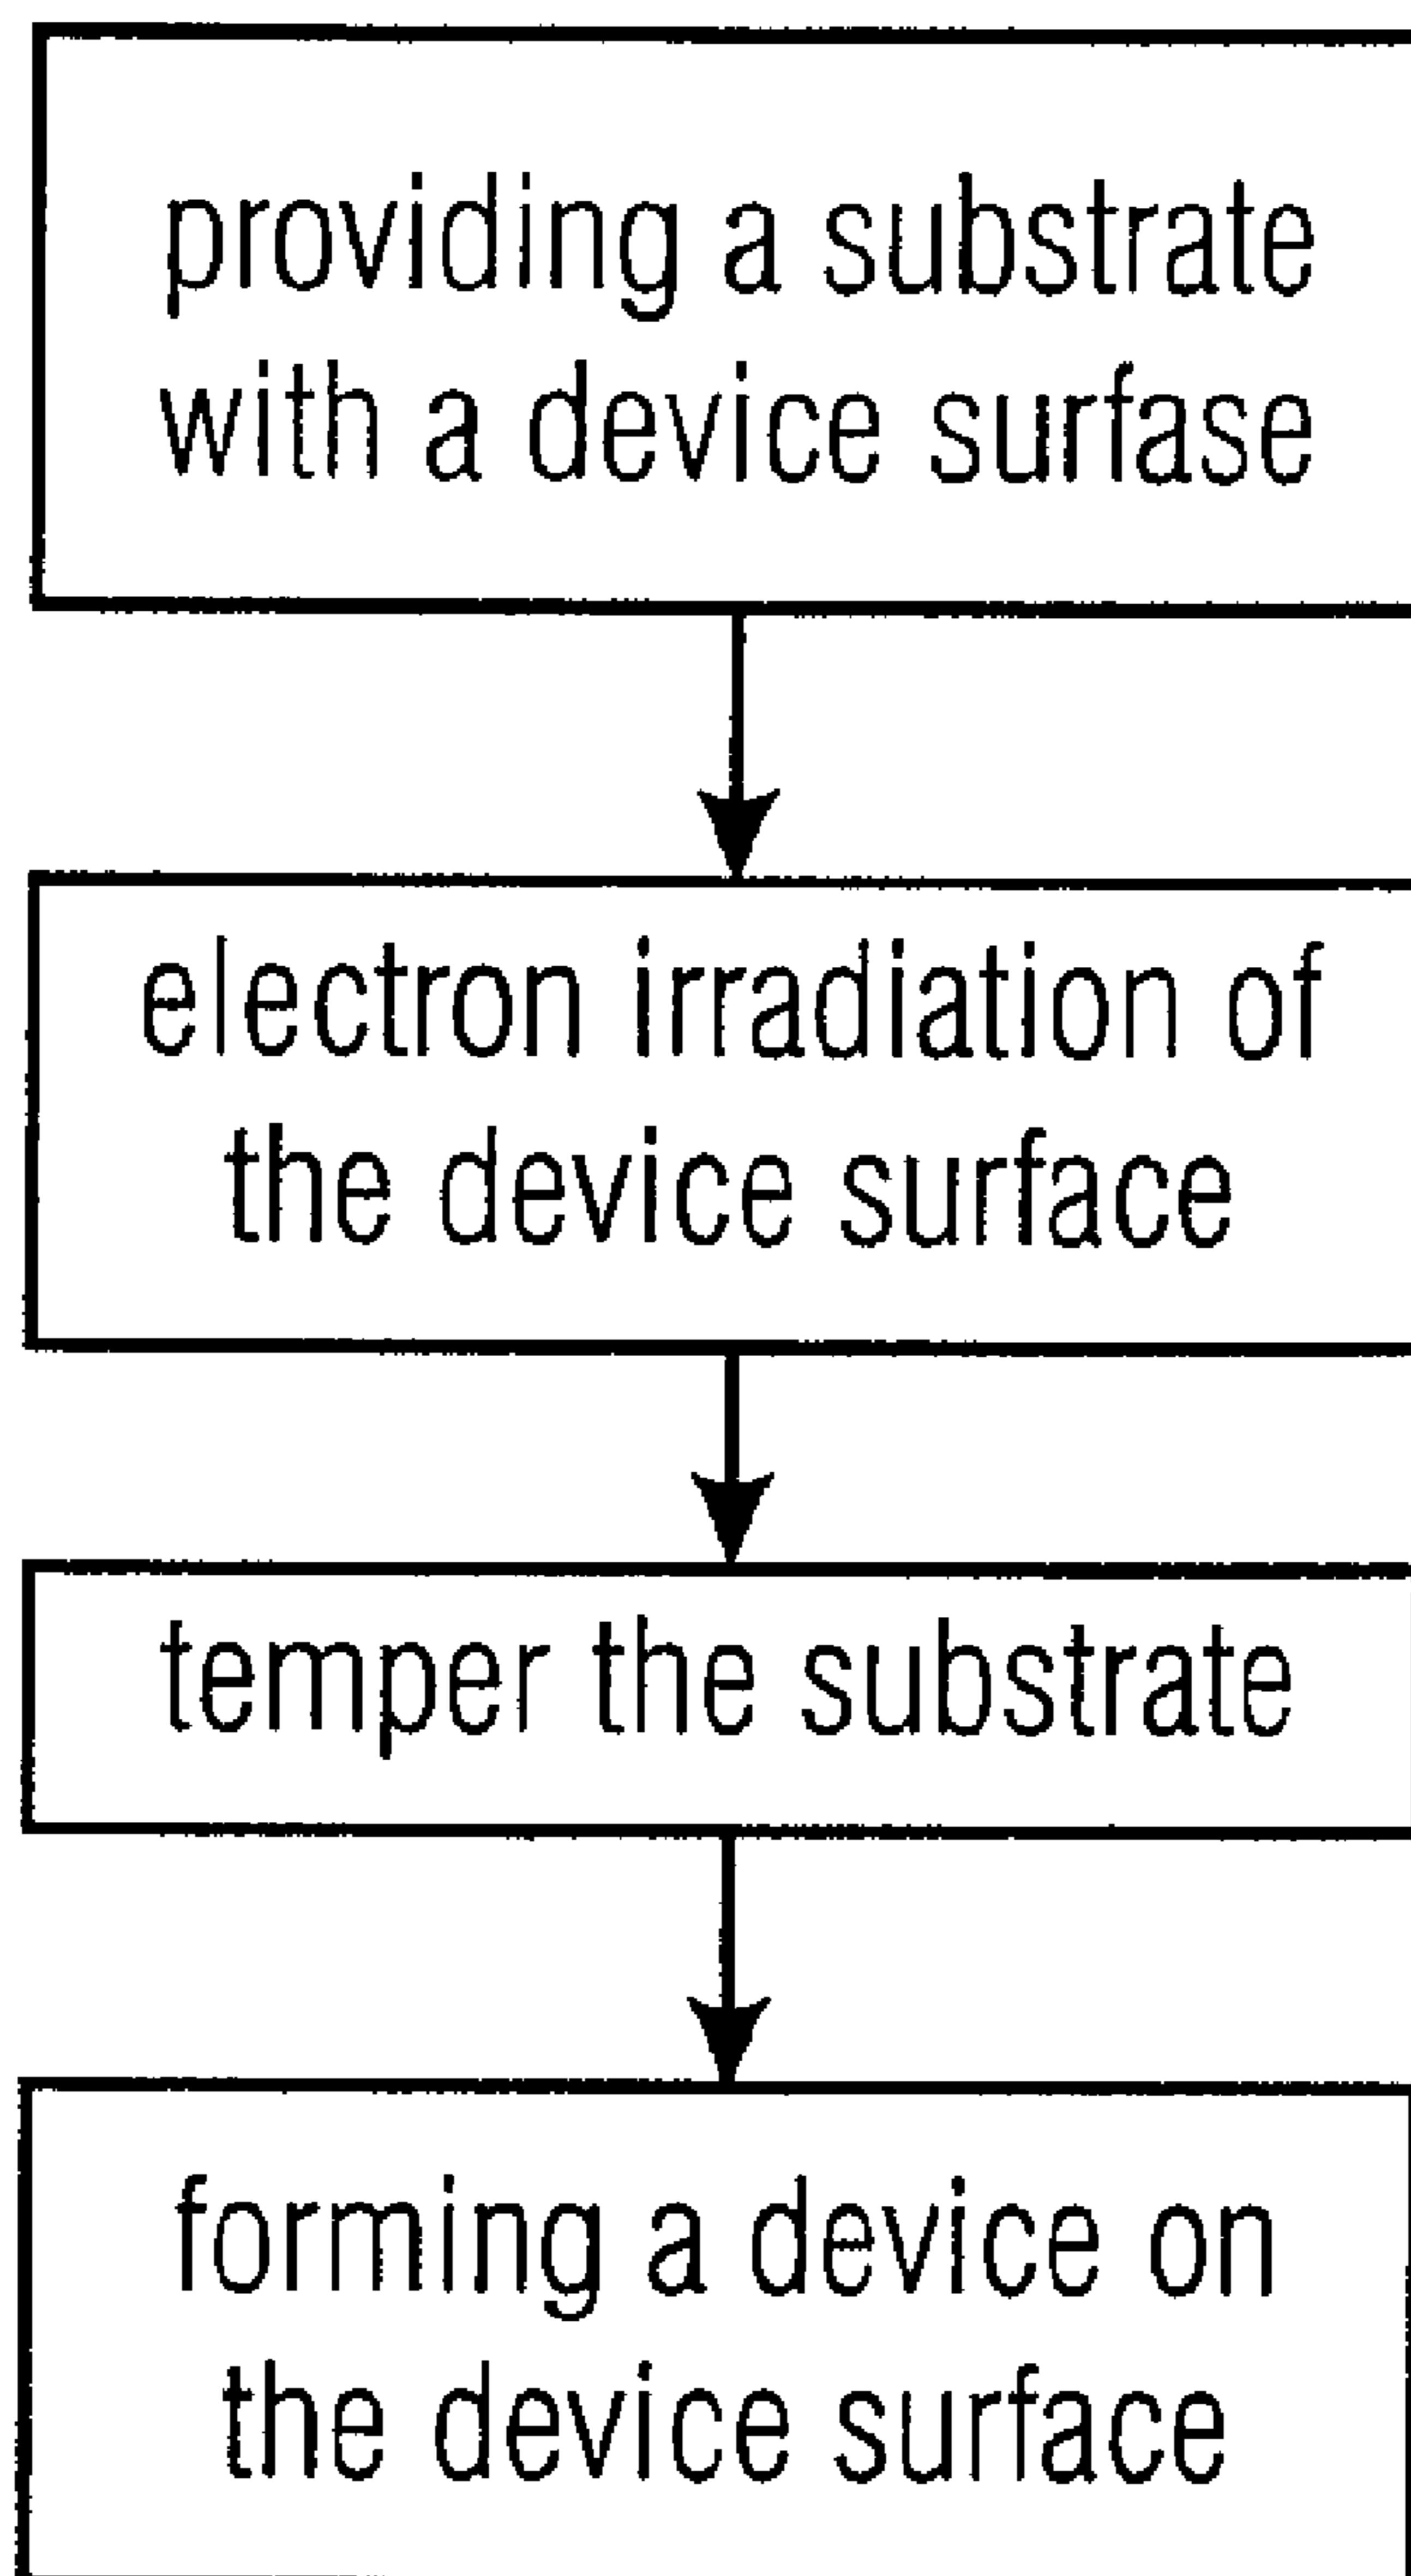 providing a substrate
with a device surfase
electron irradiation of
the device surface
temper the substrate
forming a device on
the device surface